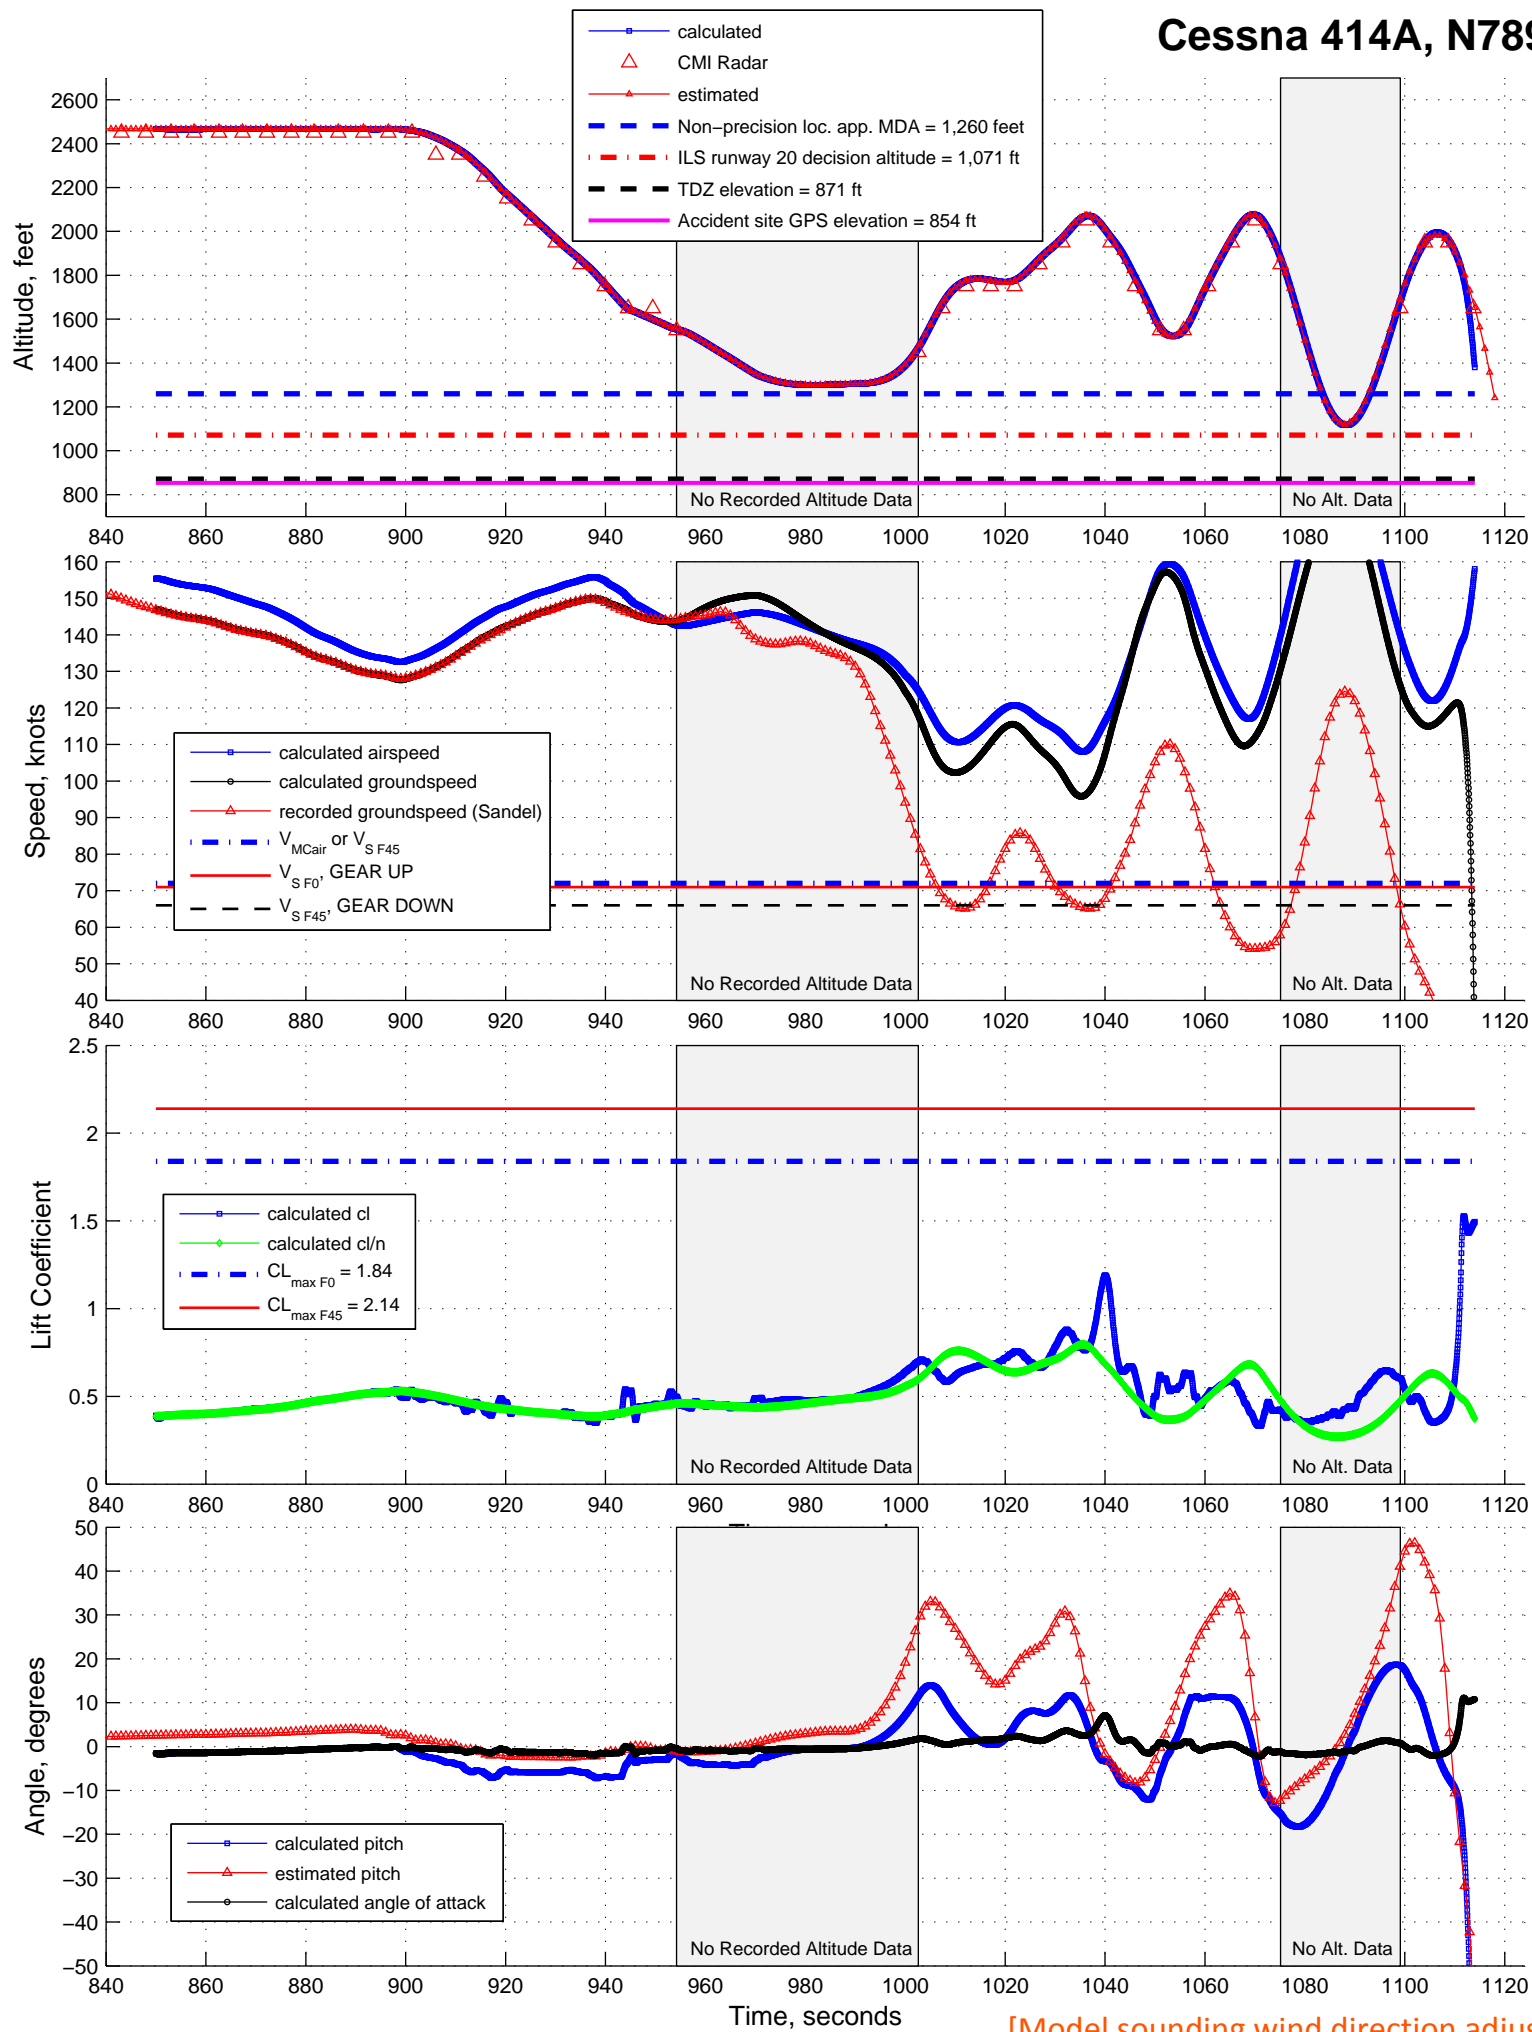 Cessna 414A, N789
calculated
CMI Radar
estimated
Non-precision loc. app. MDA = 1,260 feet
ILS runway 20 decision altitude = 1,071 ft
TDZ elevation = 871 ft
Accident site GPS elevation = 854 ft
2600
2400
2200
2000
1800
1600
1400
1200
1000
800
Altitude, feet
No Recorded Altitude Data
No Alt. Data
840 860 880 900 920 940 960 980 1000 1020 1040 1060 1080 1100 1120
160
150
140
130
120
110
100
90
80
70
60
50
40
Speed, knots
calculated airspeed
calculated groundspeed
recorded groundspeed (Sandel)
VMCair or VS F45
VS F0, GEAR UP
VS F45, GEAR DOWN
No Recorded Altitude Data
No Alt. Data
840 860 880 900 920 940 960 980 1000 1020 1040 1060 1080 1100 1120
2.5
2
1.5
1
0.5
0
Lift Coefficient
calculated cl
calculated cl/n
CLmax F0 = 1.84
CLmax F45 = 2.14
No Recorded Altitude Data
No Alt. Data
840 860 880 900 920 940 960 980 1000 1020 1040 1060 1080 1100 1120
50
40
30
20
10
0
−10
−20
−30
−40
−50
Angle, degrees
calculated pitch
estimated pitch
calculated angle of attack
No Recorded Altitude Data
No Alt. Data
840 860 880 900 920 940 960 980 1000 1020 1040 1060 1080 1100 1120
Time, seconds
[Model sounding wind direction adjus